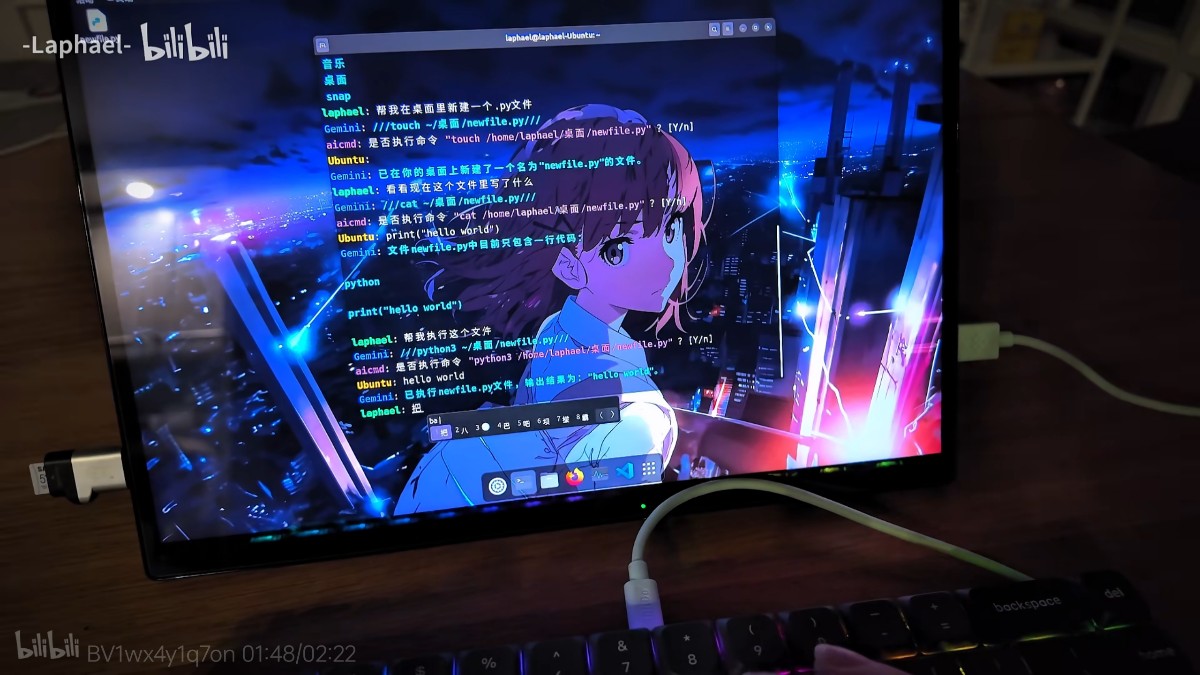 -Laphael- bilibili
laphael@laphael-Ubuntu: ~
音乐
桌面
snap
laphael: 帮我在桌面里新建一个.py文件
Gemini: ///touch ~/桌面/newfile.py///
aicmd: 是否执行命令 "touch /home/laphael/桌面/newfile.py" ? [Y/n]
Ubuntu:
Gemini: 已在你的桌面上新建了一个名为"newfile.py"的文件。
laphael: 看看现在这个文件里写了什么
Gemini: ///cat ~/桌面/newfile.py///
aicmd: 是否执行命令 "cat /home/laphael/桌面/newfile.py" ? [Y/n]
Ubuntu: print("hello world")
Gemini: 文件newfile.py中目前只包含一行代码:
python
print("hello world")
laphael: 帮我执行这个文件
Gemini: ///python3 ~/桌面/newfile.py///
aicmd: 是否执行命令 "python3 /home/laphael/桌面/newfile.py" ? [Y/n]
Ubuntu: hello world
Gemini: 已执行newfile.py文件，输出结果为："hello world"。
laphael: 把
ba
把 2 八 3 4 巴 5 吧 6 坝 7 拔 8
backspace del
home
% ^ & 7 * 8 ( 9 )
bilibili BV1wx4y1q7on 01:48/02:22